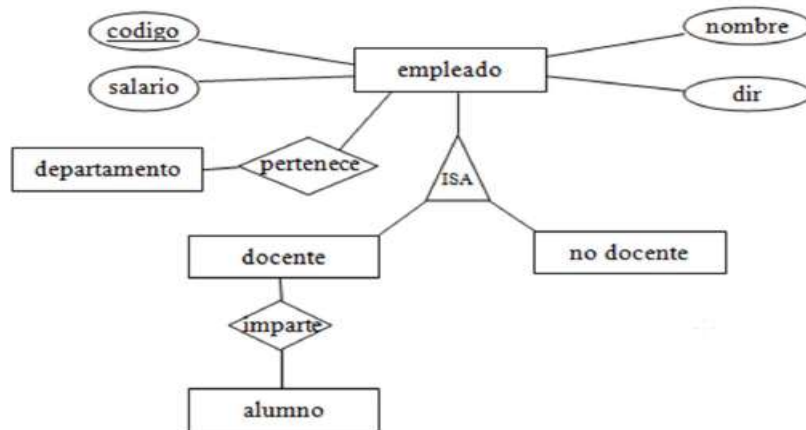 codigo
nombre
empleado
salario
dir
departamento
pertenece
ISA
docente
no docente
imparte
alumno